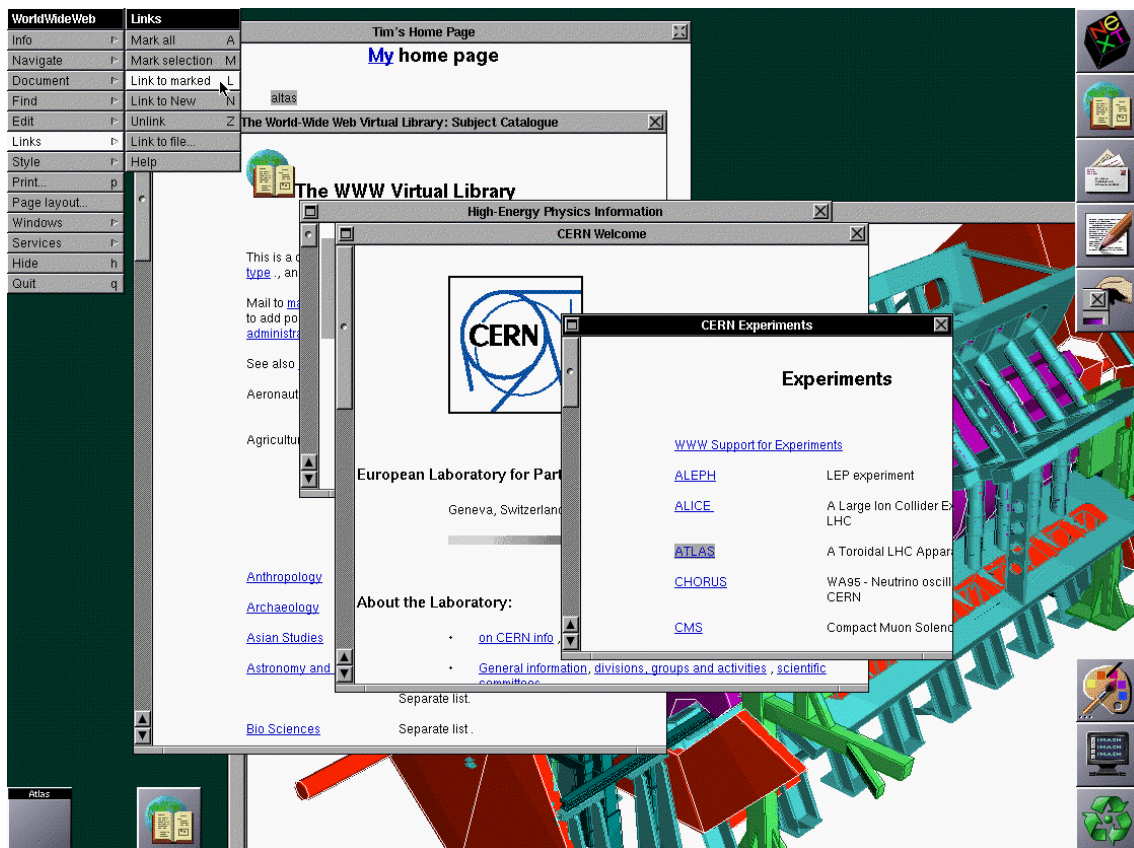 WorldWideWeb
Info
Navigate
Document
Find
Edit
Links
Style
Print... p
Page layout...
Windows
Services
Hide h
Quit q
Links
Mark all A
Mark selection M
Link to marked L
Link to New N
Unlink Z
Link to file...
Help
Tim's Home Page
My home page
altas
The World-Wide Web Virtual Library: Subject Catalogue
The WWW Virtual Library
This is a
type ., an
Mail to
to add po
administra
See also
Aeronaut
Agricultu
Anthropology
Archaeology
Asian Studies
Astronomy and
Separate list.
Bio Sciences Separate list .
High-Energy Physics Information
CERN Welcome
CERN
European Laboratory for Part
Geneva, Switzerland
About the Laboratory:
• on CERN info ,
• General information, divisions, groups and activities , scientific
committees
CERN Experiments
Experiments
WWW Support for Experiments
ALEPH LEP experiment
ALICE A Large Ion Collider Ex
LHC
ATLAS A Toroidal LHC Appara
CHORUS WA95 - Neutrino oscill
CERN
CMS Compact Muon Soleno
NeXT
Atlas